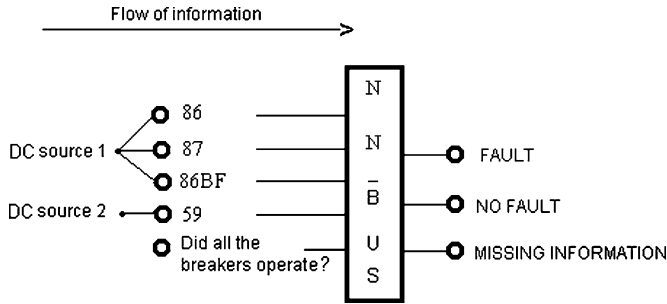 Flow of information
86
DC source 1
87
86BF
DC source 2
59
Did all the
breakers operate?
N
N
B̅
U
S
FAULT
NO FAULT
MISSING INFORMATION